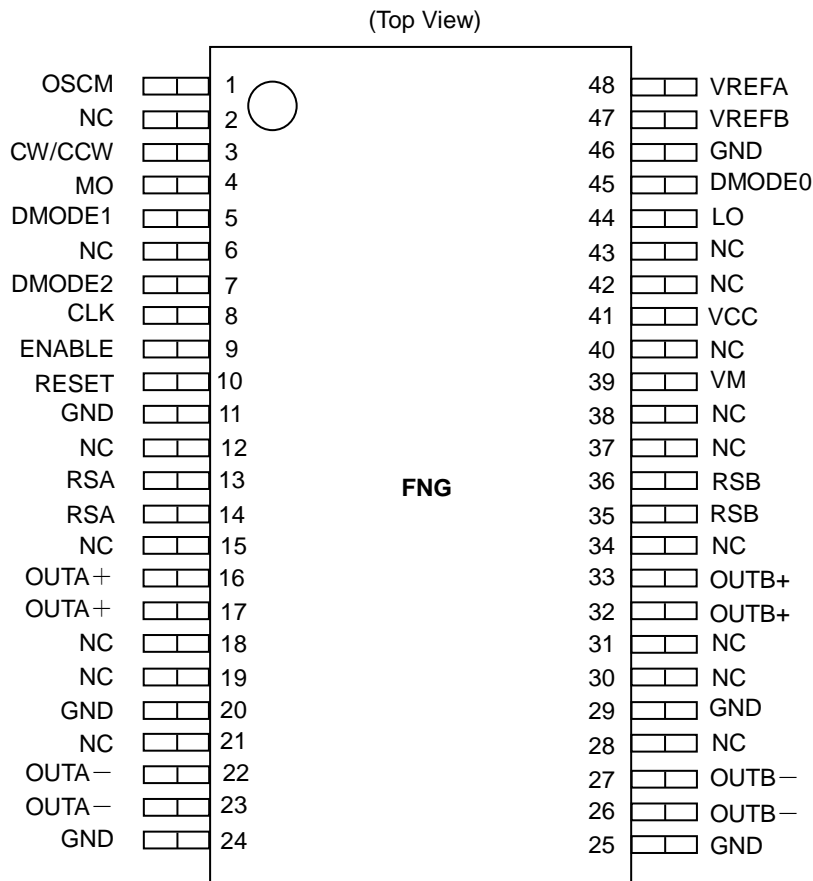 (Top View)
OSCM 1 48 VREFA
NC 2 47 VREFB
CW/CCW 3 46 GND
MO 4 45 DMODE0
DMODE1 5 44 LO
NC 6 43 NC
DMODE2 7 42 NC
CLK 8 41 VCC
ENABLE 9 40 NC
RESET 10 39 VM
GND 11 38 NC
NC 12 37 NC
RSA 13 36 RSB
FNG
RSA 14 35 RSB
NC 15 34 NC
OUTA+ 16 33 OUTB+
OUTA+ 17 32 OUTB+
NC 18 31 NC
NC 19 30 NC
GND 20 29 GND
NC 21 28 NC
OUTA− 22 27 OUTB−
OUTA− 23 26 OUTB−
GND 24 25 GND